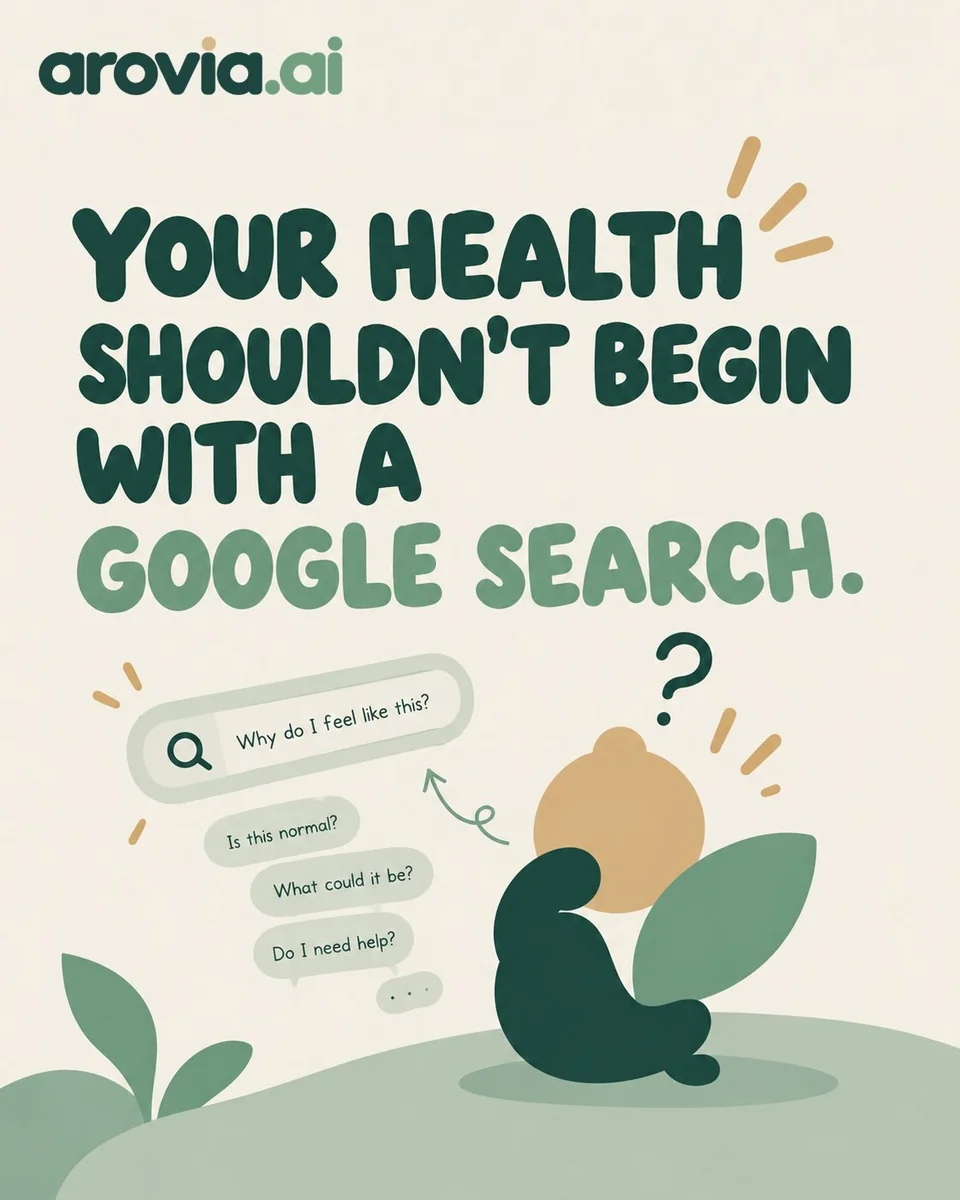 arovia.ai
YOUR HEALTH
SHOULDN'T BEGIN
WITH A
GOOGLE SEARCH.
?
Why do I feel like this?
Is this normal?
What could it be?
Do I need help?
...